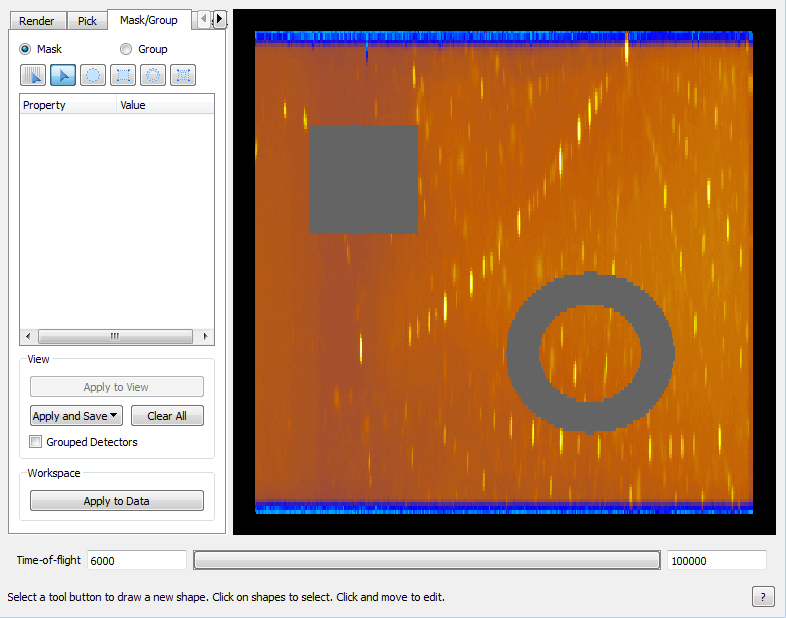 Render Pick Mask/Group
Mask Group
Property Value
View
Apply to View
Apply and Save Clear All
Grouped Detectors
Workspace
Apply to Data
Time-of-flight 6000 100000
Select a tool button to draw a new shape. Click on shapes to select. Click and move to edit.
?